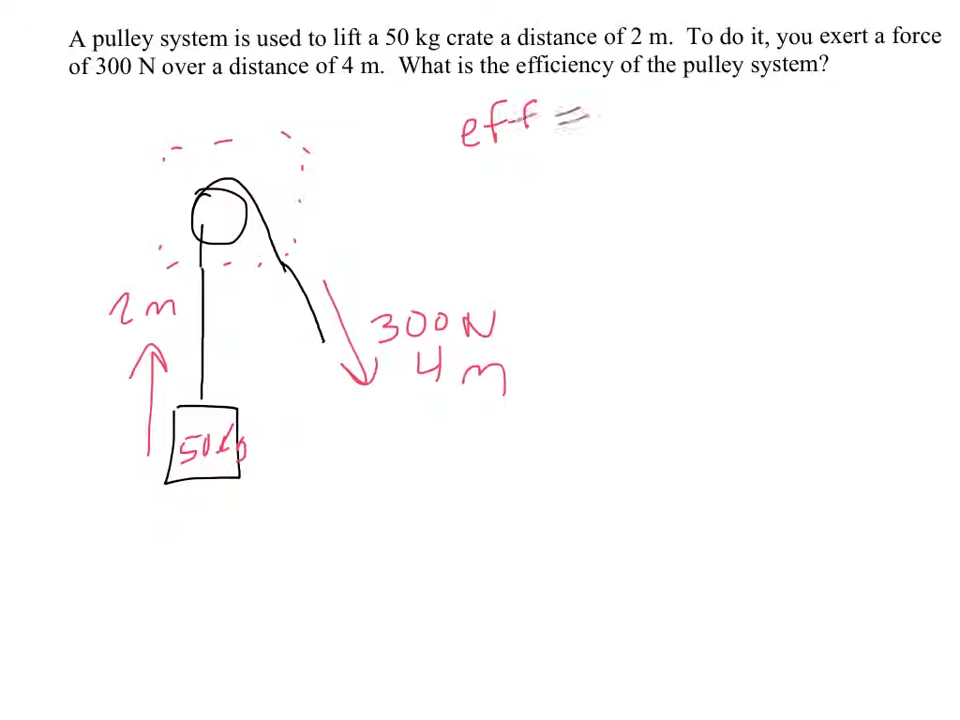 A pulley system is used to lift a 50 kg crate a distance of 2 m. To do it, you exert a force
of 300 N over a distance of 4 m. What is the efficiency of the pulley system?
eff =
2 m
300 N
4 m
50